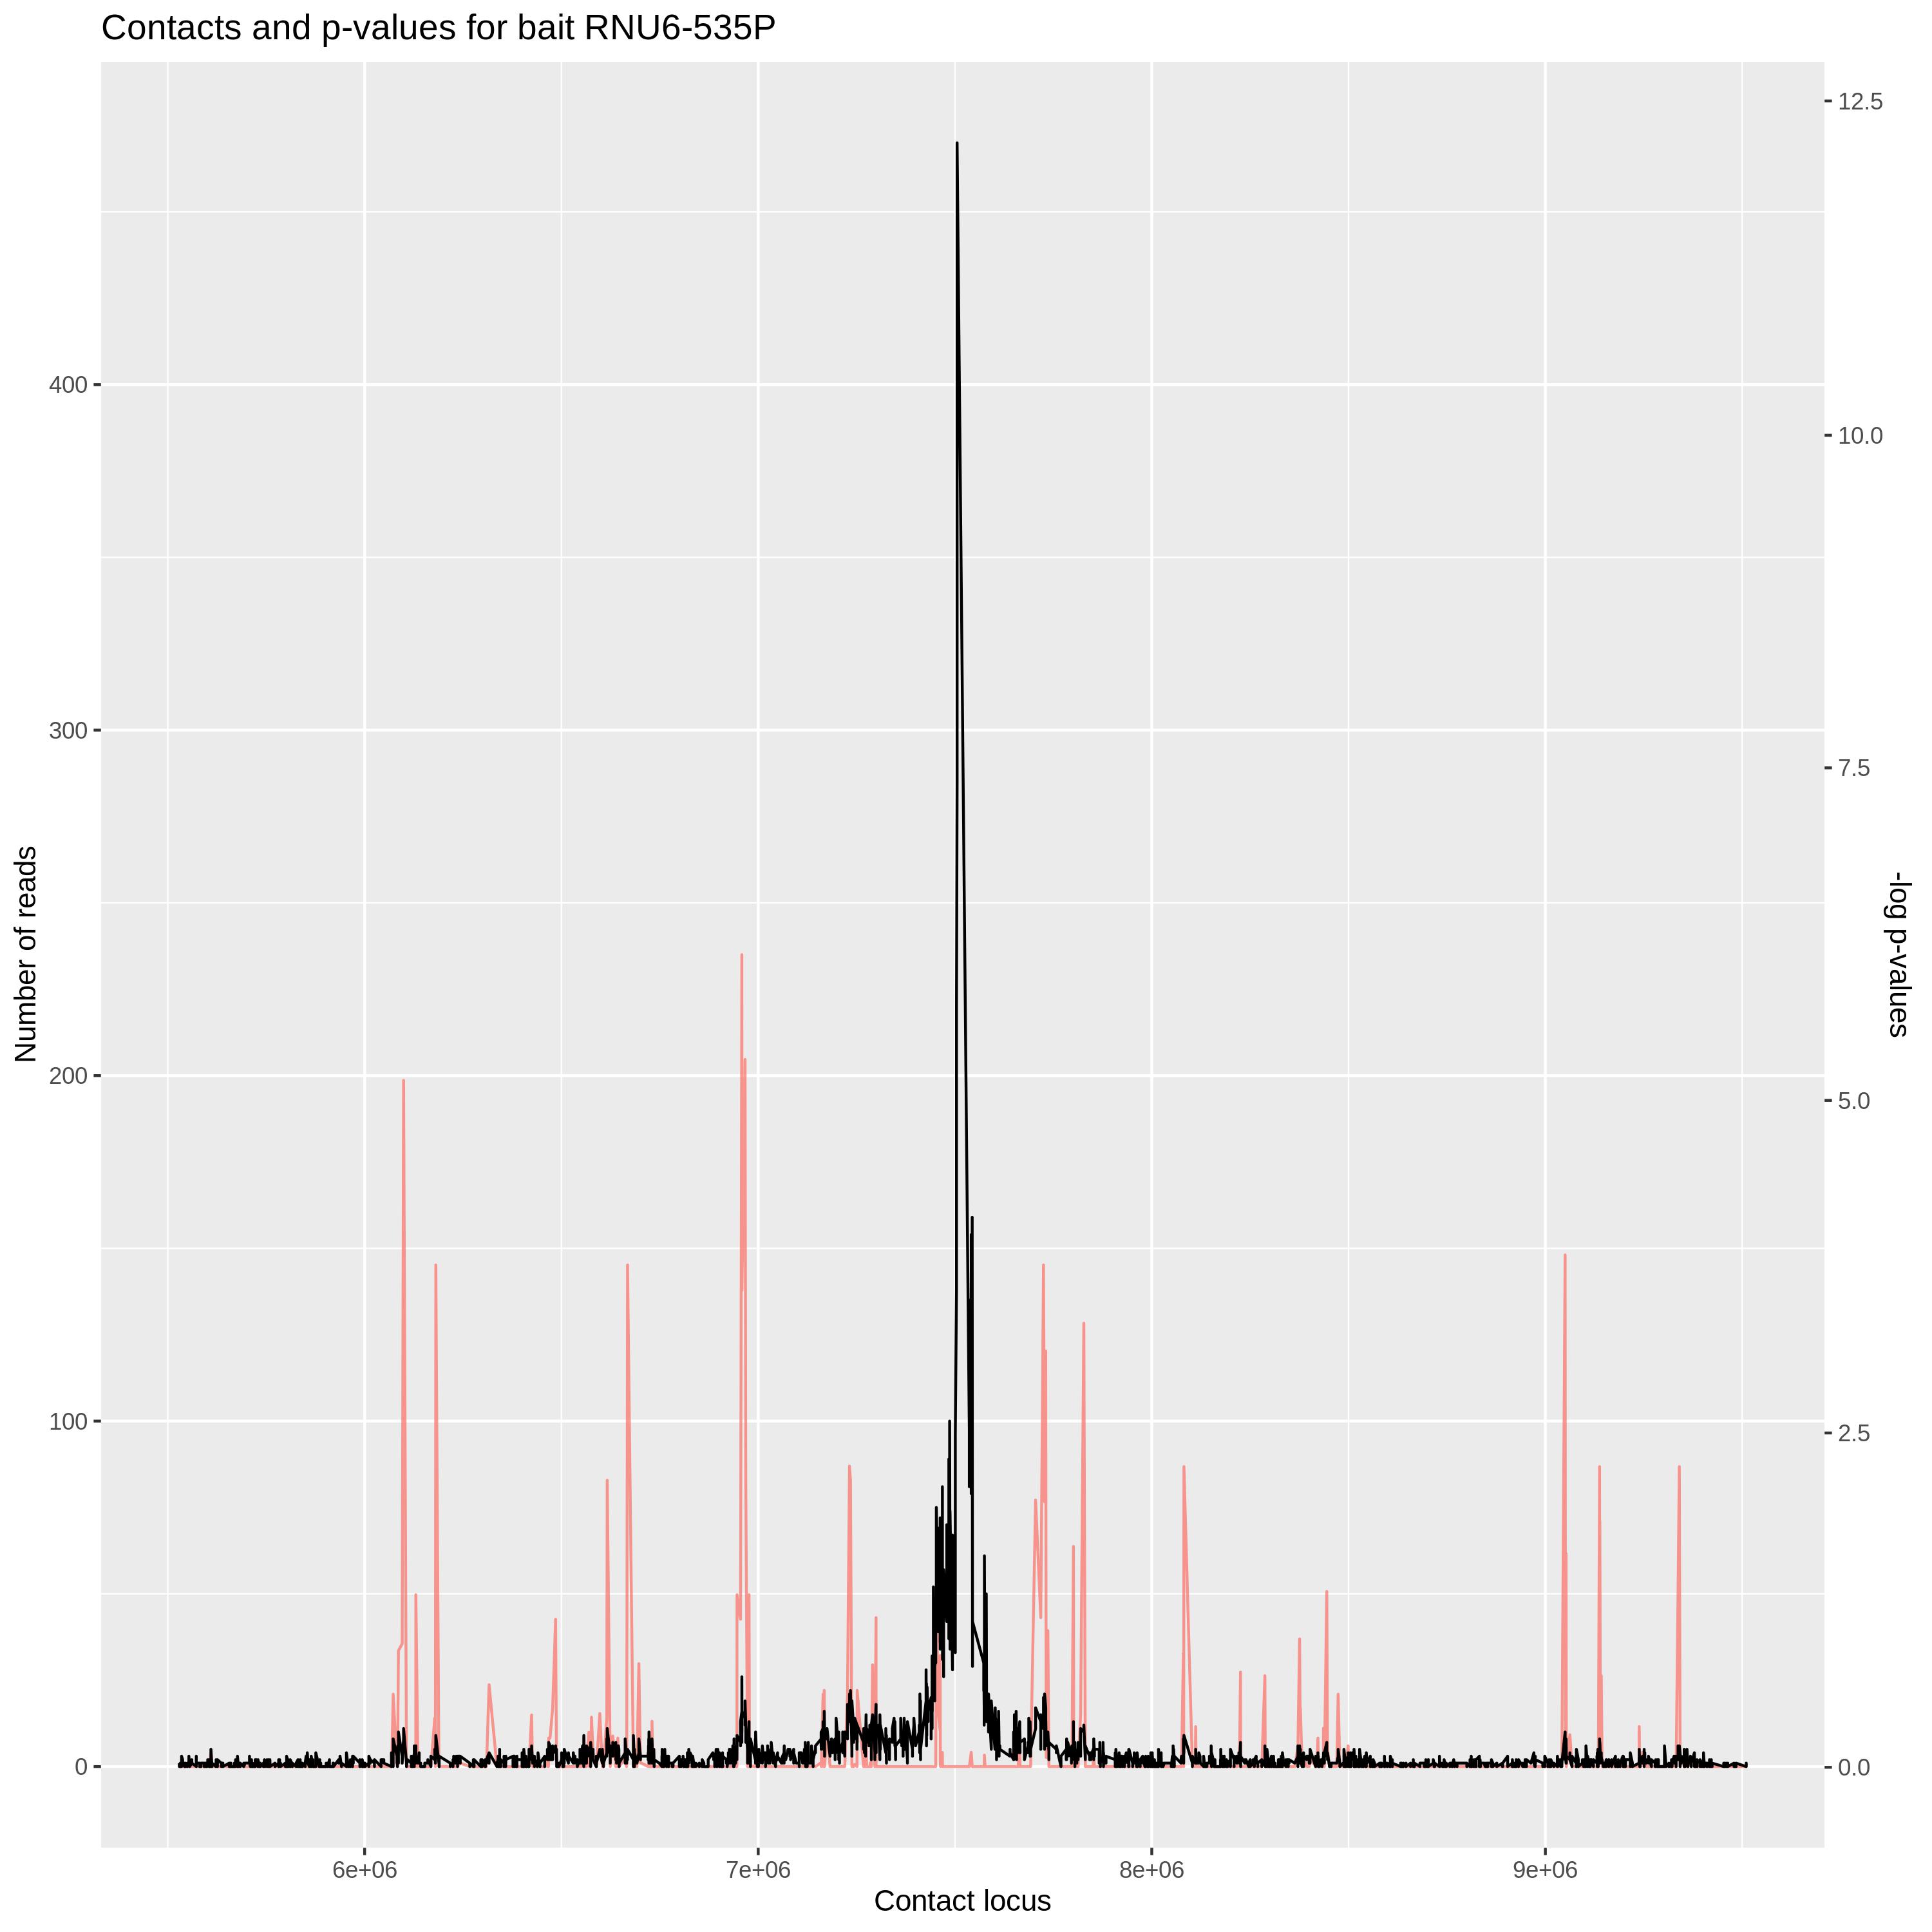 Contacts and p-values for bait RNU6-535P
12.5
10.0
7.5
5.0
2.5
0.0
400
300
200
100
0
Number of reads
-log p-values
6e+06
7e+06
8e+06
9e+06
Contact locus